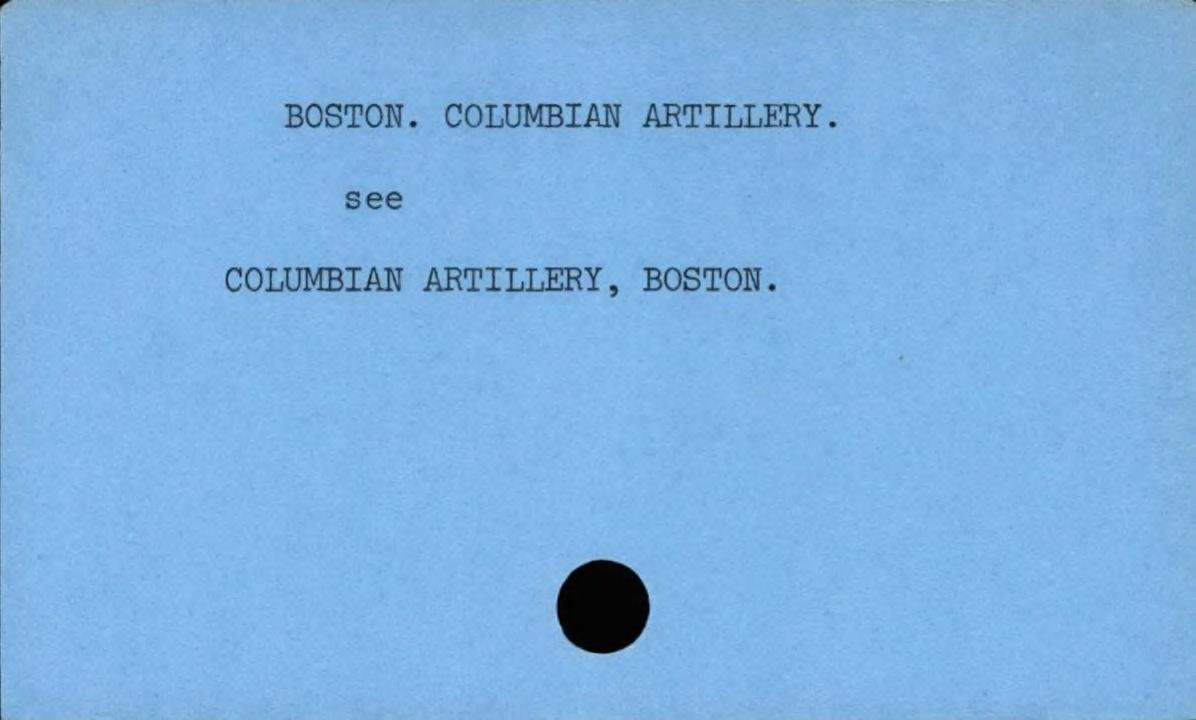 BOSTON. COLUMBIAN ARTILLERY.
see
COLUMBIAN ARTILLERY, BOSTON.